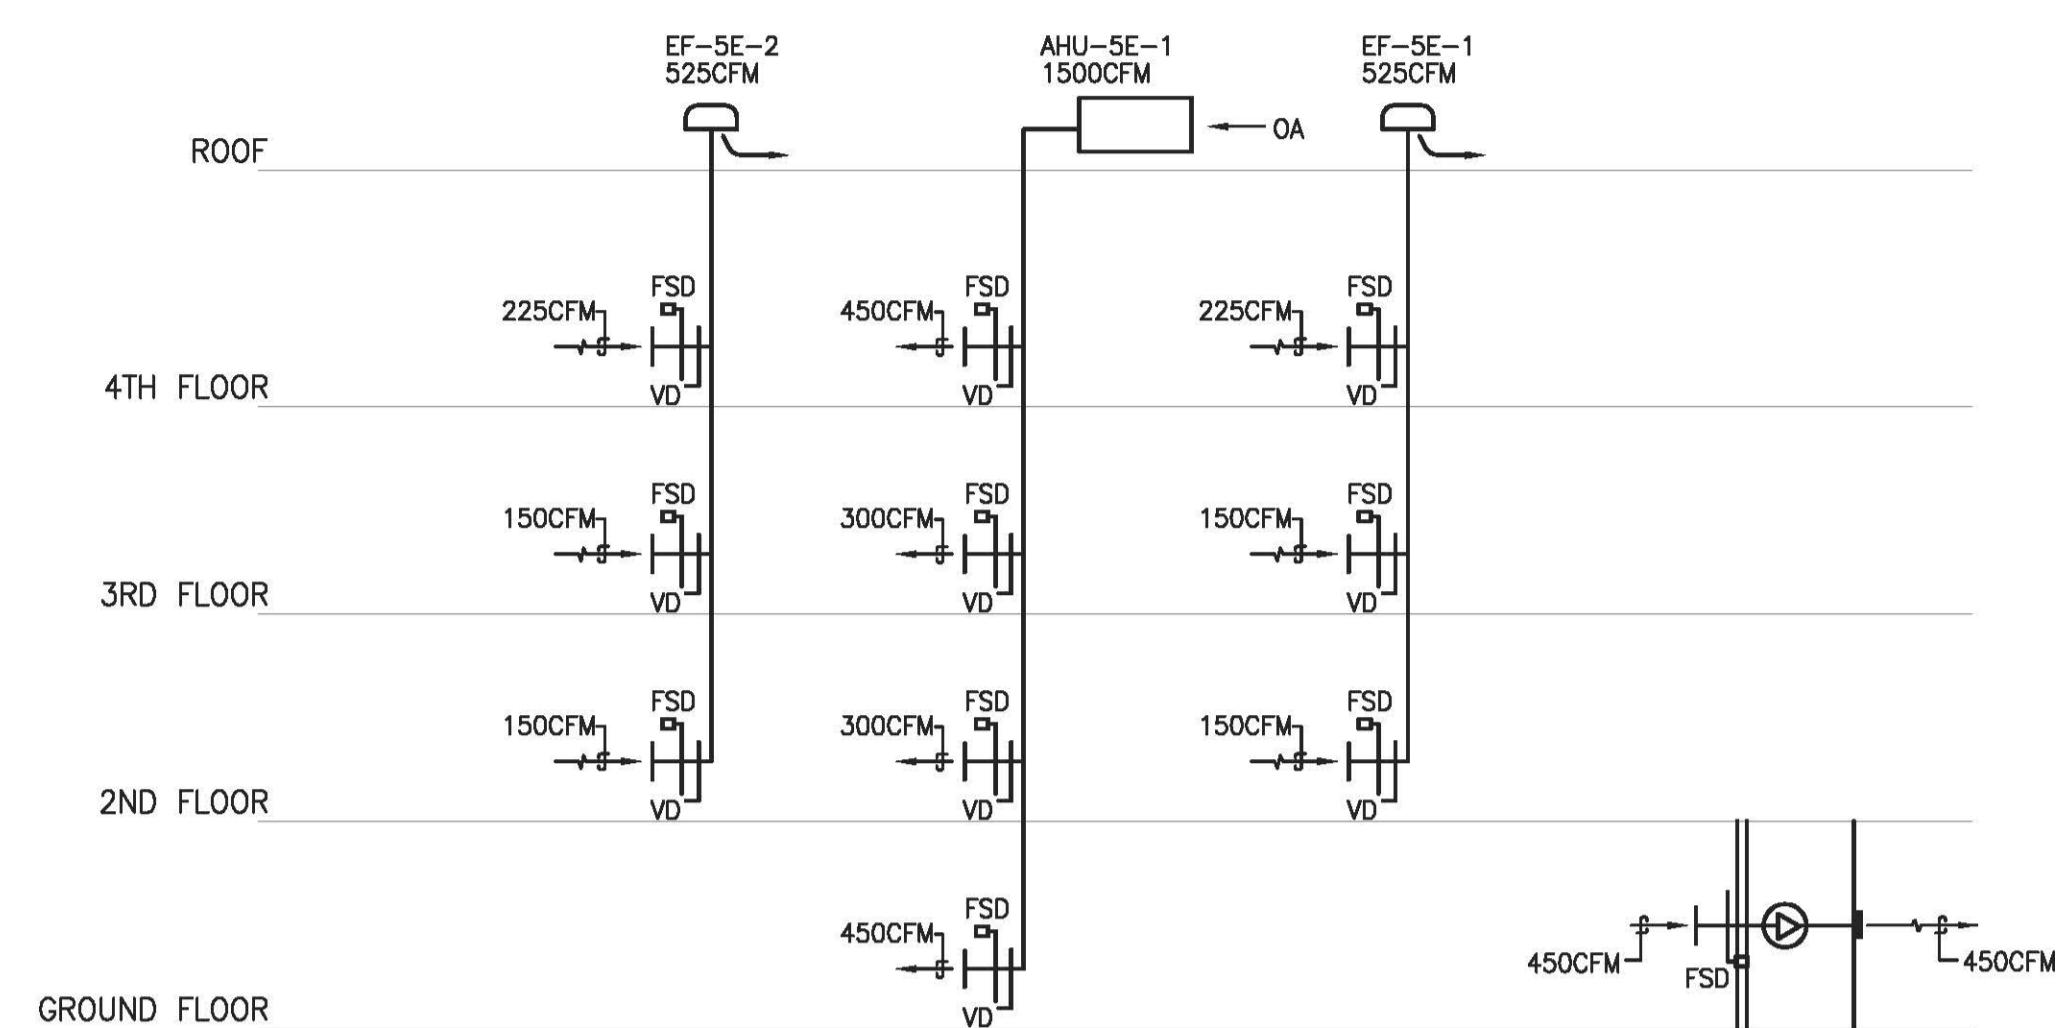 EF-5E-2
525CFM
AHU-5E-1
1500CFM
EF-5E-1
525CFM
OA
ROOF
FSD
FSD
FSD
225CFM
450CFM
225CFM
4TH FLOOR
VD
VD
VD
FSD
FSD
FSD
150CFM
300CFM
150CFM
3RD FLOOR
VD
VD
VD
FSD
FSD
FSD
150CFM
300CFM
150CFM
2ND FLOOR
VD
VD
VD
FSD
450CFM
450CFM
FSD
450CFM
GROUND FLOOR
VD